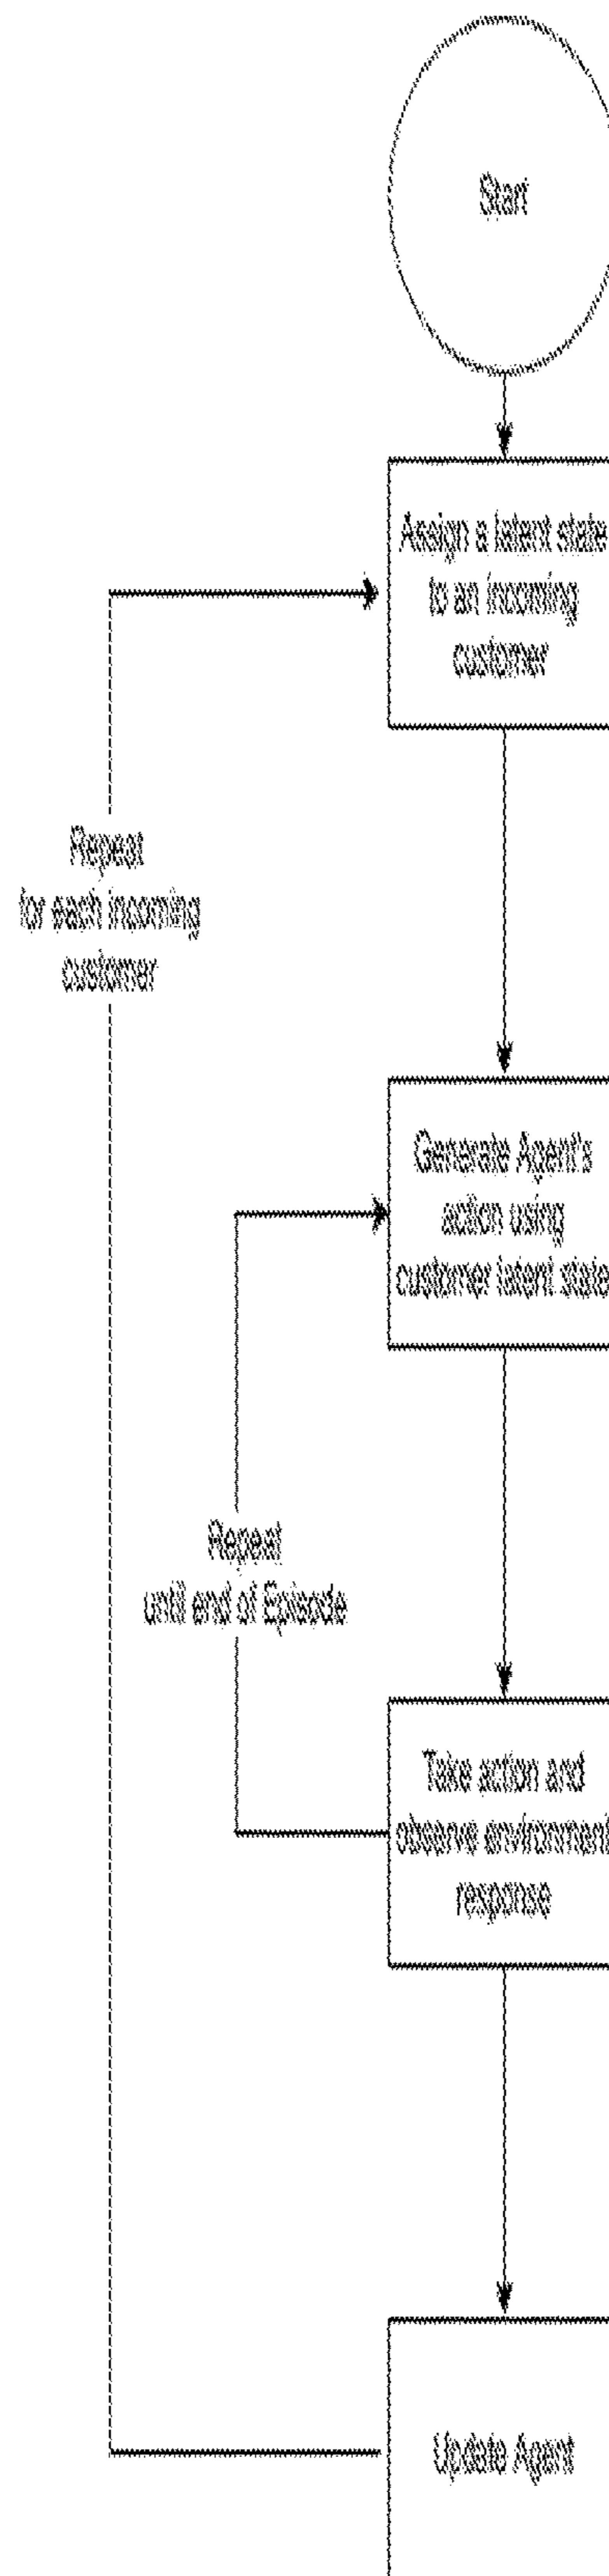 Start
Assign a latent state
to an incoming
customer
Repeat
for each incoming
customer
Generate Agent's
action using
customer latent state
Repeat
until end of Episode
Take action and
observe environment
response
Update Agent